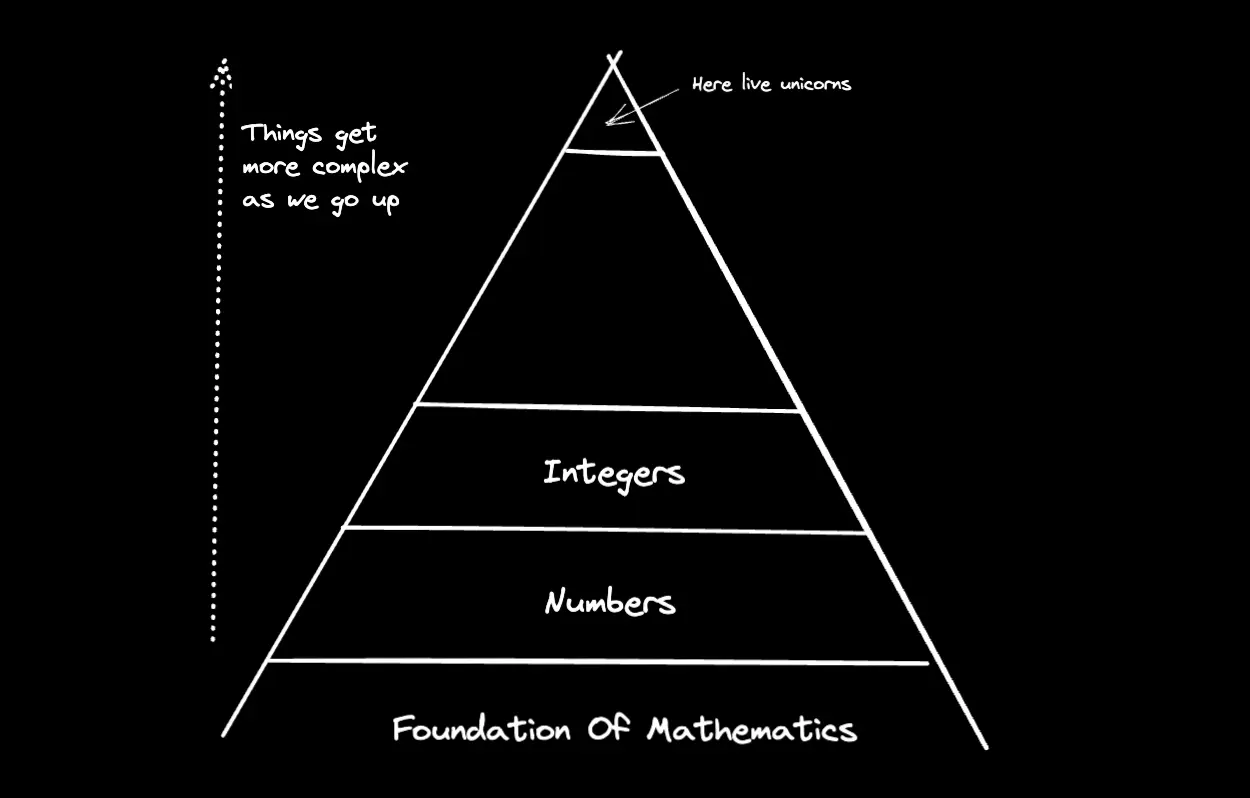 Here live unicorns
Things get
more complex
as we go up
Integers
Numbers
Foundation Of Mathematics